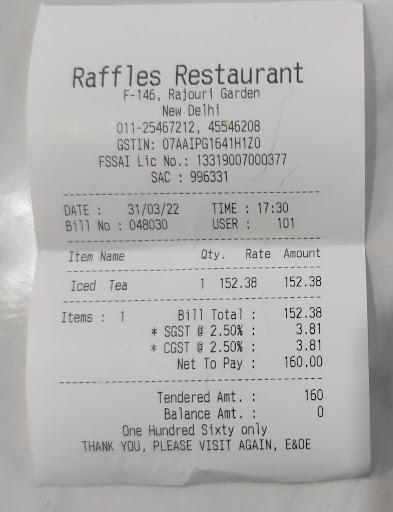 Raffles Restaurant
F-146, Rajouri Garden
New Delhi
011-25467212, 45546208
GSTIN: 07AAIPG1641H1Z0
FSSAI Lic No.: 13319007000377
SAC : 996331
DATE : 31/03/22 TIME : 17:30
Bill No : 048030 USER : 101
Item Name Qty. Rate Amount
Iced Tea 1 152.38 152.38
Items : 1 Bill Total : 152.38
* SGST @ 2.50% : 3.81
* CGST @ 2.50% : 3.81
Net To Pay : 160.00
Tendered Amt. : 160
Balance Amt. : 0
One Hundred Sixty only
THANK YOU, PLEASE VISIT AGAIN, E&OE